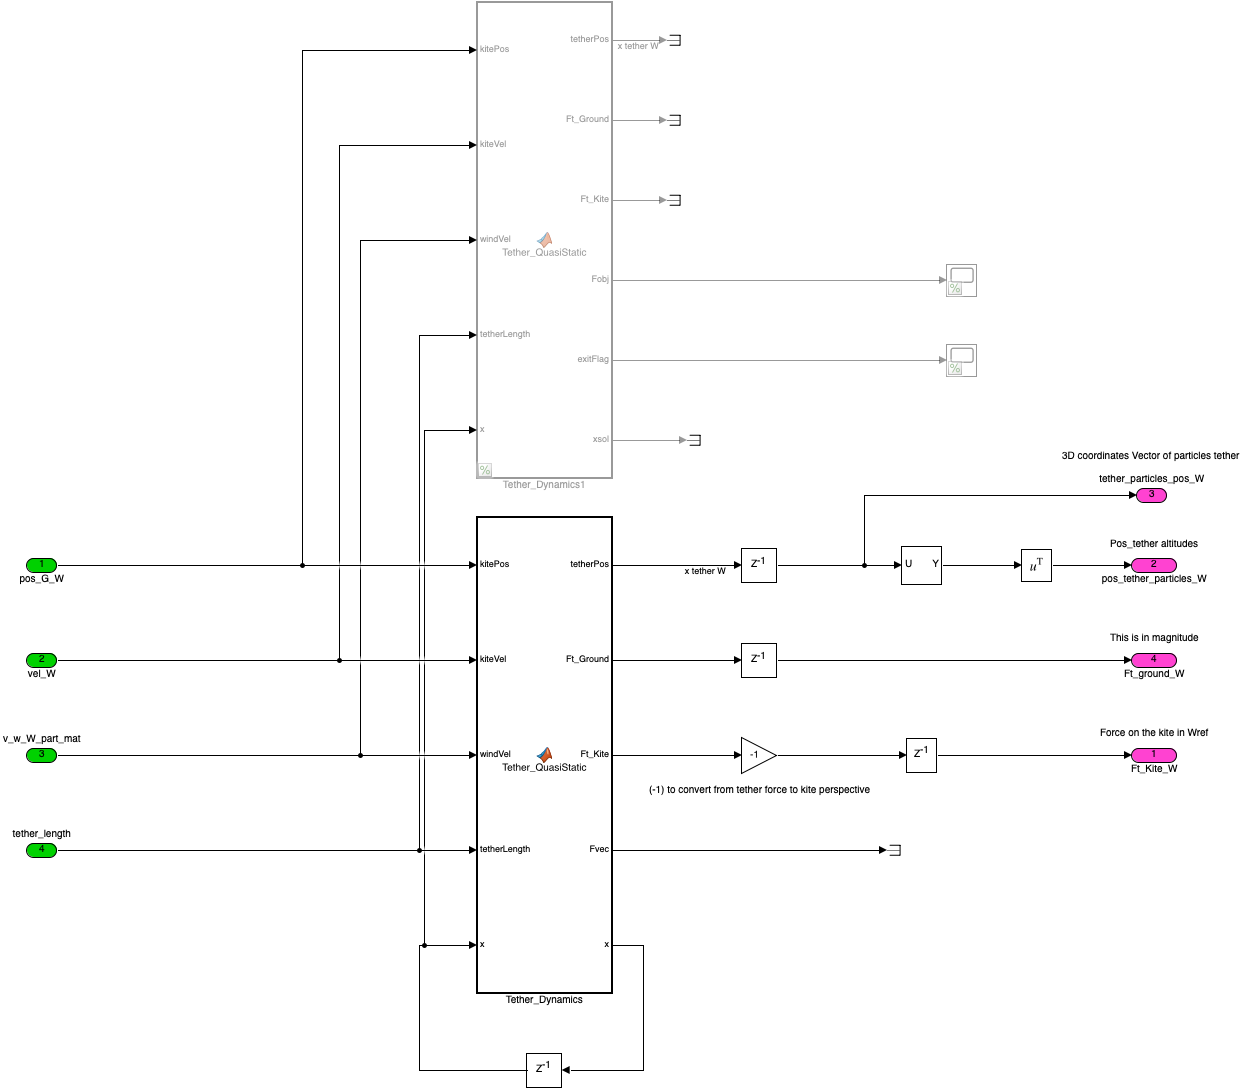 kitePos
tetherPos
x tether W
Ft_Ground
kiteVel
Ft_Kite
windVel
Tether_QuasiStatic
Fobj
%
tetherLength
exitFlag
%
x
xsol
%
Tether_Dynamics1
3D coordinates Vector of particles tether
tether_particles_pos_W
3
1
pos_G_W
kitePos
tetherPos
x tether W
Z-1
U Y
uT
Pos_tether altitudes
2
pos_tether_particles_W
2
vel_W
kiteVel
Ft_Ground
Z-1
This is in magnitude
4
Ft_ground_W
v_w_W_part_mat
3
windVel
Tether_QuasiStatic
Ft_Kite
-1
Z-1
Force on the kite in Wref
1
Ft_Kite_W
(-1) to convert from tether force to kite perspective
tether_length
4
tetherLength
Fvec
x
x
Tether_Dynamics
Z-1